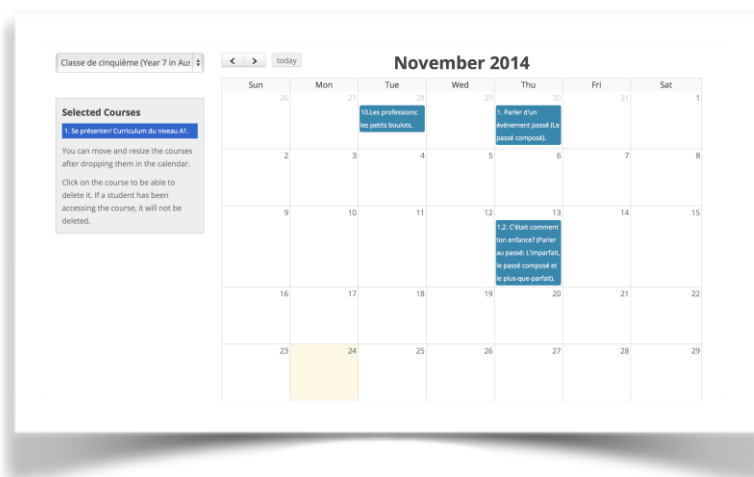 Classe de cinquième (Year 7 in Aus
today
November 2014
Sun Mon Tue Wed Thu Fri Sat
26 27 28 29 30 31 1
10.Les professions:
les petits boulots.
1. Parler d'un
événement passé (Le
passé composé).
Selected Courses
1. Se présenter/ Curriculum du niveau A1.
You can move and resize the courses
after dropping them in the calendar.
Click on the course to be able to
delete it. If a student has been
accessing the course, it will not be
deleted.
2 3 4 5 6 7 8
9 10 11 12 13 14 15
1.2. C'était comment
ton enfance? (Parler
au passé: L'imparfait,
le passé composé et
le plus-que-parfait).
16 17 18 19 20 21 22
23 24 25 26 27 28 29